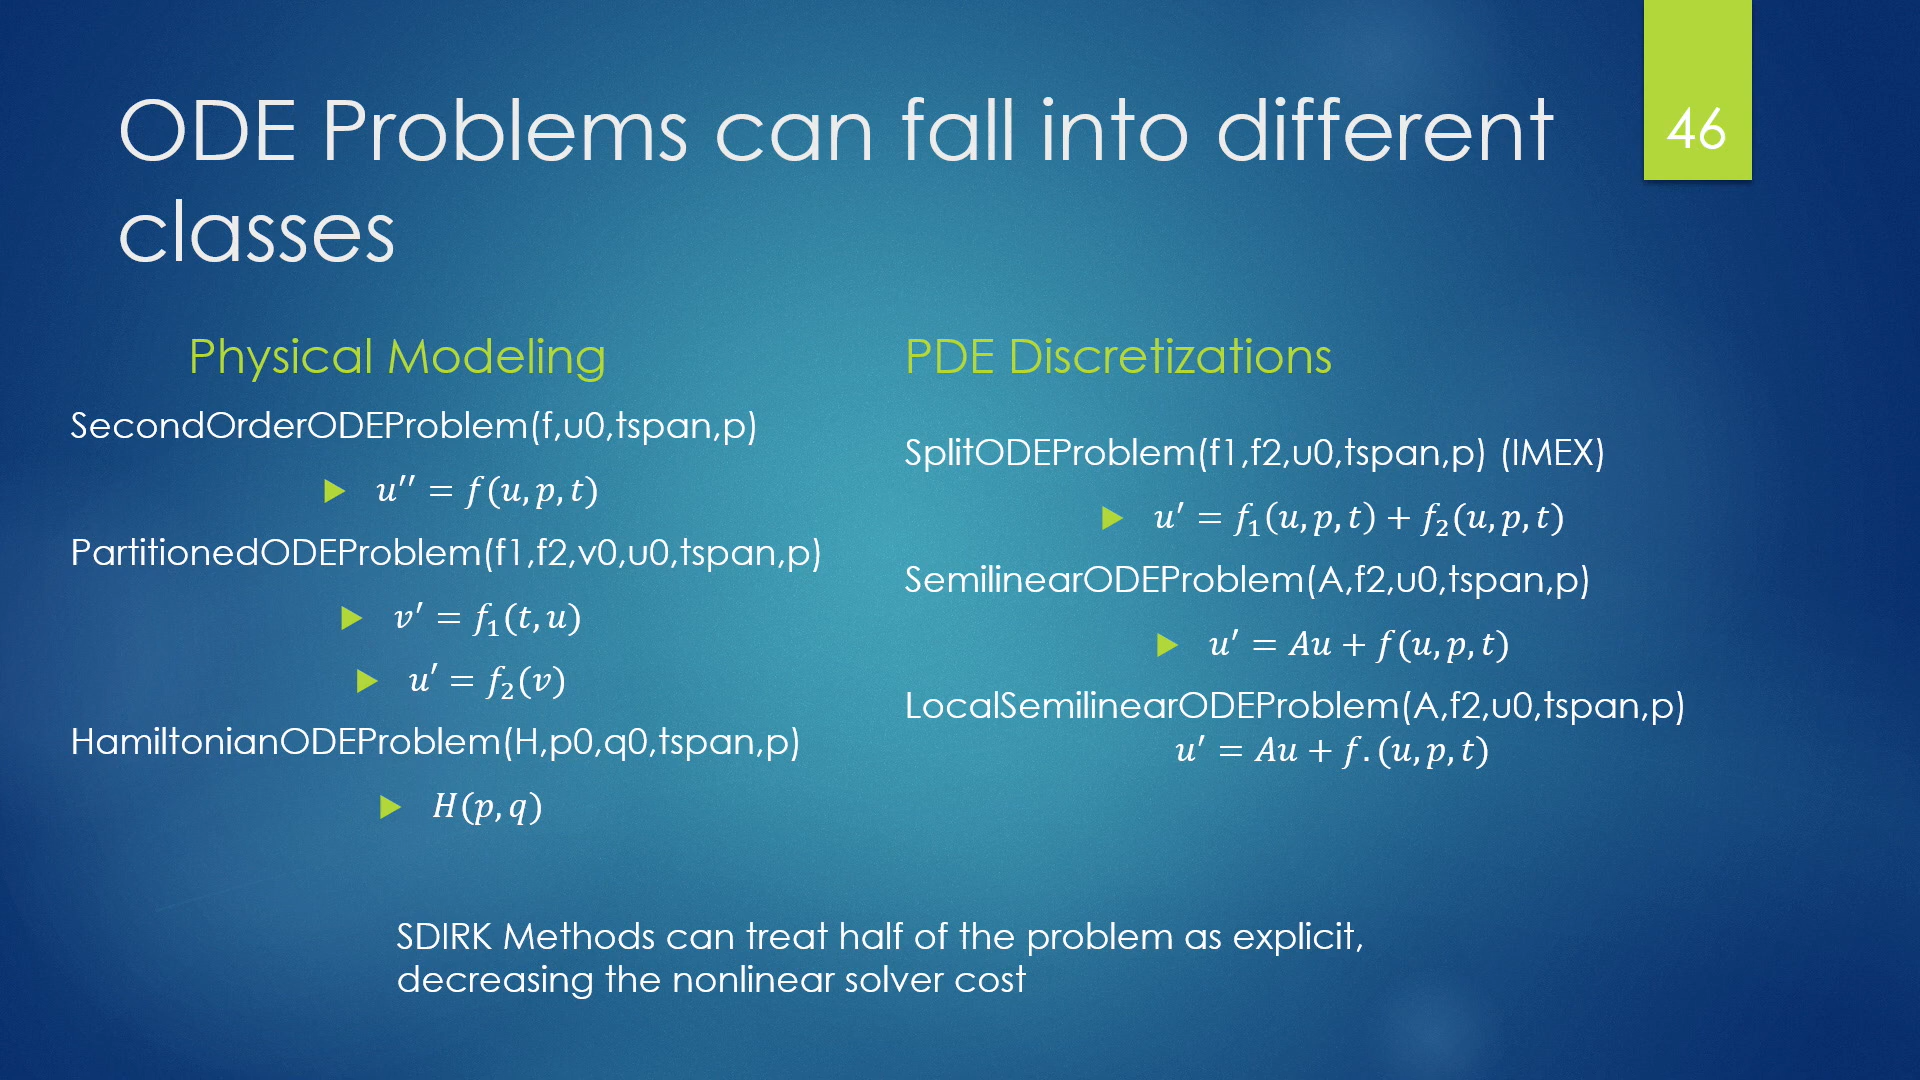 ODE Problems can fall into different
classes
46
Physical Modeling
SecondOrderODEProblem(f,u0,tspan,p)
u′′ = f(u, p, t)
PartitionedODEProblem(f1,f2,v0,u0,tspan,p)
v′ = f₁(t, u)
u′ = f₂(v)
HamiltonianODEProblem(H,p0,q0,tspan,p)
H(p, q)
PDE Discretizations
SplitODEProblem(f1,f2,u0,tspan,p) (IMEX)
u′ = f₁(u, p, t) + f₂(u, p, t)
SemilinearODEProblem(A,f2,u0,tspan,p)
u′ = Au + f(u, p, t)
LocalSemilinearODEProblem(A,f2,u0,tspan,p)
u′ = Au + f.(u, p, t)
SDIRK Methods can treat half of the problem as explicit,
decreasing the nonlinear solver cost